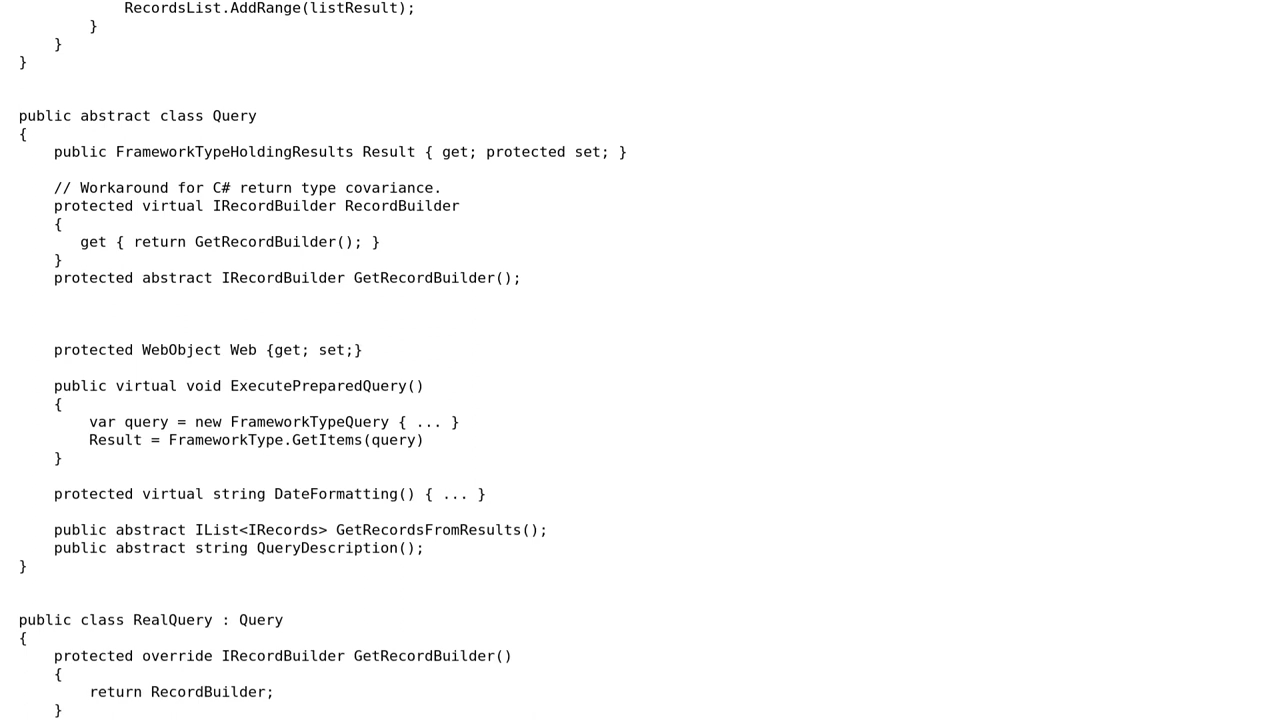 RecordsList.AddRange(listResult);
        }
    }
}
public abstract class Query
{
    public FrameworkTypeHoldingResults Result { get; protected set; }
    // Workaround for C# return type covariance.
    protected virtual IRecordBuilder RecordBuilder
    {
       get { return GetRecordBuilder(); }
    }
    protected abstract IRecordBuilder GetRecordBuilder();
    protected WebObject Web {get; set;}
    public virtual void ExecutePreparedQuery()
    {
        var query = new FrameworkTypeQuery { ... }
        Result = FrameworkType.GetItems(query)
    }
    protected virtual string DateFormatting() { ... }
    public abstract IList<IRecords> GetRecordsFromResults();
    public abstract string QueryDescription();
}
public class RealQuery : Query
{
    protected override IRecordBuilder GetRecordBuilder()
    {
        return RecordBuilder;
    }